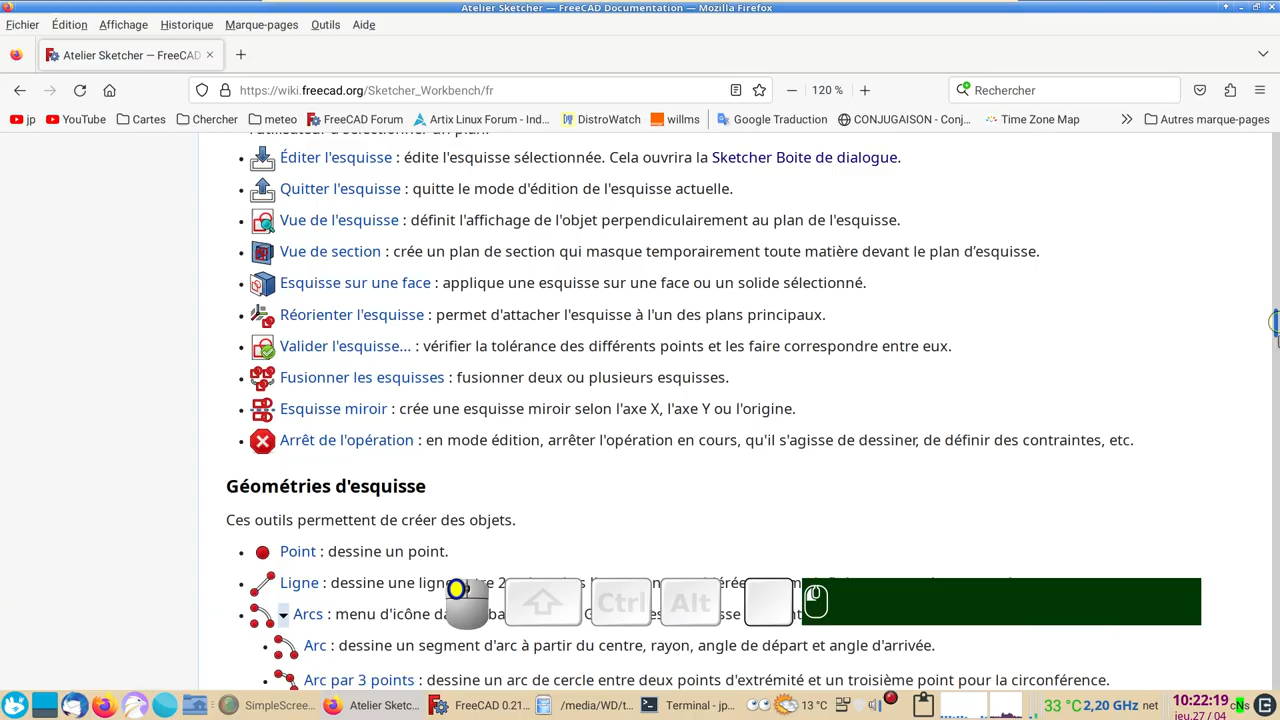 Atelier Sketcher — FreeCAD Documentation — Mozilla Firefox
Fichier Édition Affichage Historique Marque-pages Outils Aide
Atelier Sketcher — FreeCAD
https://wiki.freecad.org/Sketcher_Workbench/fr 120 % Rechercher
jp YouTube Cartes Chercher meteo FreeCAD Forum Artix Linux Forum - Ind… DistroWatch willms Google Traduction CONJUGAISON - Conj… Time Zone Map Autres marque-pages
l'utilisateur à sélectionner un plan.
Éditer l'esquisse : édite l'esquisse sélectionnée. Cela ouvrira la Sketcher Boite de dialogue.
Quitter l'esquisse : quitte le mode d'édition de l'esquisse actuelle.
Vue de l'esquisse : définit l'affichage de l'objet perpendiculairement au plan de l'esquisse.
Vue de section : crée un plan de section qui masque temporairement toute matière devant le plan d’esquisse.
Esquisse sur une face : applique une esquisse sur une face ou un solide sélectionné.
Réorienter l'esquisse : permet d'attacher l'esquisse à l'un des plans principaux.
Valider l'esquisse... : vérifier la tolérance des différents points et les faire correspondre entre eux.
Fusionner les esquisses : fusionner deux ou plusieurs esquisses.
Esquisse miroir : crée une esquisse miroir selon l'axe X, l'axe Y ou l'origine.
Arrêt de l'opération : en mode édition, arrêter l'opération en cours, qu'il s'agisse de dessiner, de définir des contraintes, etc.
Géométries d'esquisse
Ces outils permettent de créer des objets.
Point : dessine un point.
Ligne : dessine une ligne
Arcs : menu d'icône
Ctrl Alt
Arc : dessine un segment d'arc à partir du centre, rayon, angle de départ et angle d'arrivée.
Arc par 3 points : dessine un arc de cercle entre deux points d'extrémité et un troisième point pour la circonférence.
SimpleScree… Atelier Sketc… FreeCAD 0.21… /media/WD/t… Terminal - jp… 13 °C 33 °C 2,20 GHz net 10:22:19
jeu.27 / 04